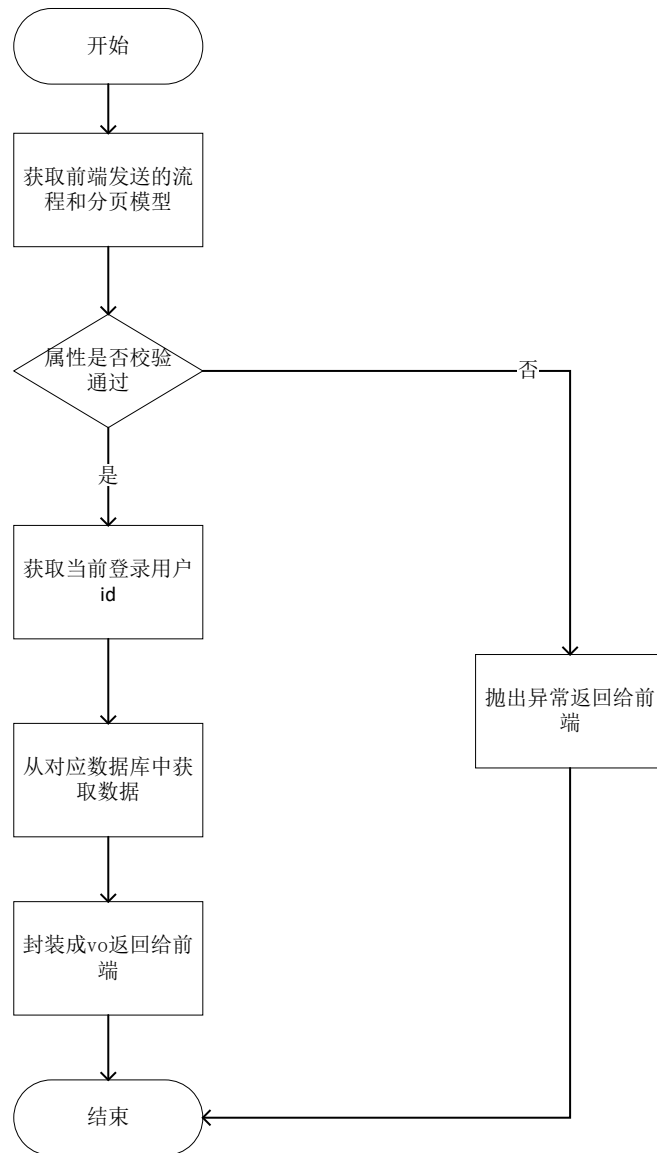 开始
获取前端发送的流
程和分页模型
属性是否校验
通过
否
是
获取当前登录用户
id
抛出异常返回给前
端
从对应数据库中获
取数据
封装成vo返回给前
端
结束